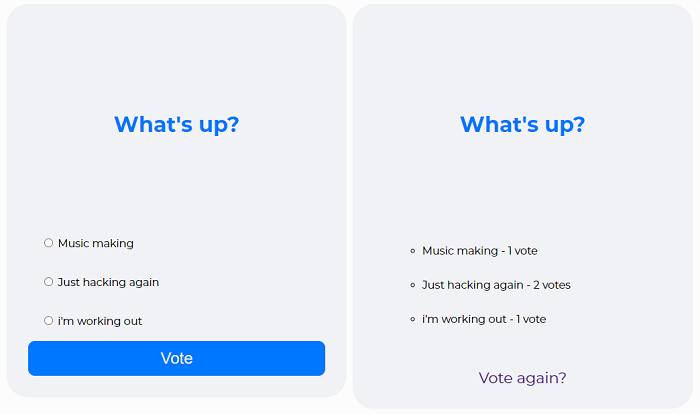 What's up?
Music making
Just hacking again
i'm working out
Vote
What's up?
Music making - 1 vote
Just hacking again - 2 votes
i'm working out - 1 vote
Vote again?